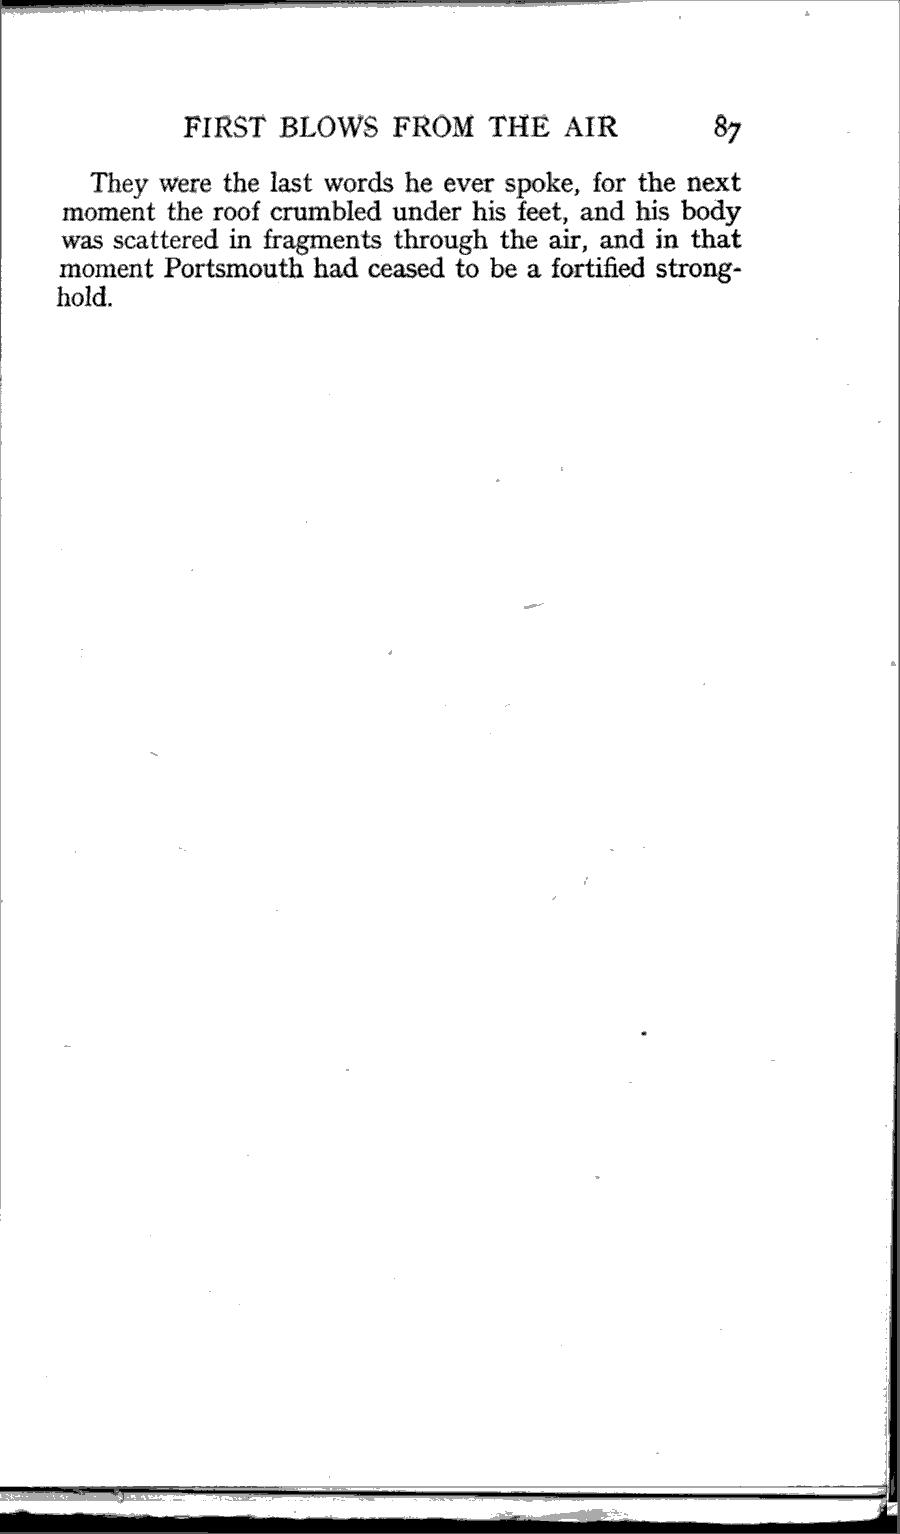 FIRST BLOWS FROM THE AIR 87
They were the last words he ever spoke, for the next
moment the roof crumbled under his feet, and his body
was scattered in fragments through the air, and in that
moment Portsmouth had ceased to be a fortified strong-
hold.